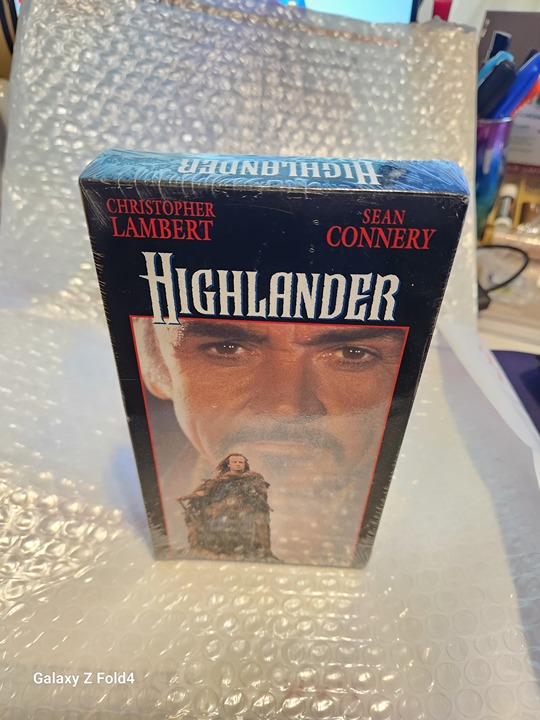 HIGHLANDER
CHRISTOPHER
LAMBERT
SEAN
CONNERY
HIGHLANDER
Galaxy Z Fold4